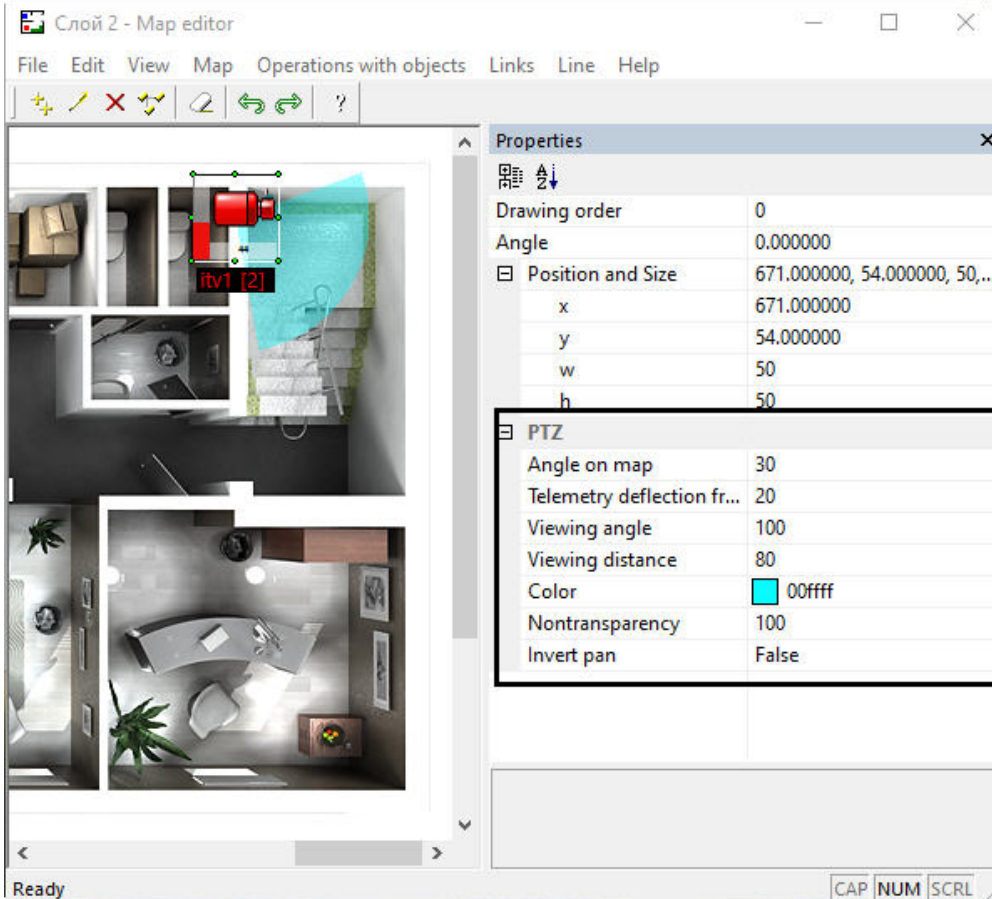 Слой 2 - Map editor
File Edit View Map Operations with objects Links Line Help
?
Properties
Drawing order 0
Angle 0.000000
Position and Size 671.000000, 54.000000, 50,...
x 671.000000
y 54.000000
w 50
h 50
PTZ
Angle on map 30
Telemetry deflection fr... 20
Viewing angle 100
Viewing distance 80
Color 00ffff
Nontransparency 100
Invert pan False
itv1 [2]
Ready
CAP NUM SCRL